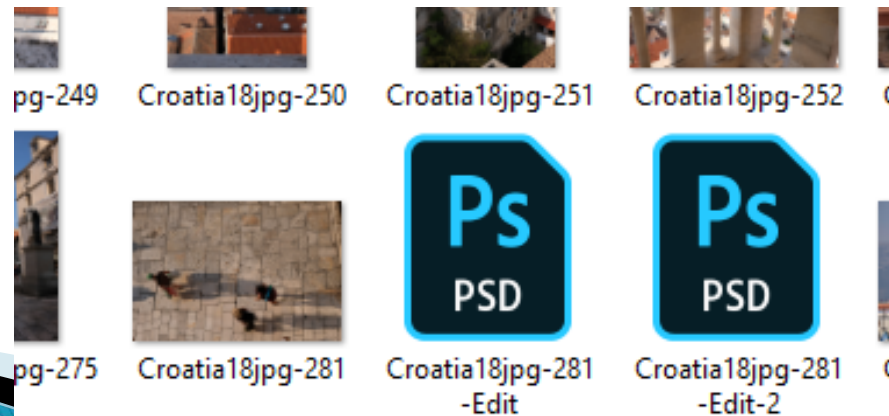 pg-249 Croatia18jpg-250 Croatia18jpg-251 Croatia18jpg-252
Ps Ps
PSD PSD
pg-275 Croatia18jpg-281 Croatia18jpg-281 Croatia18jpg-281
-Edit -Edit-2